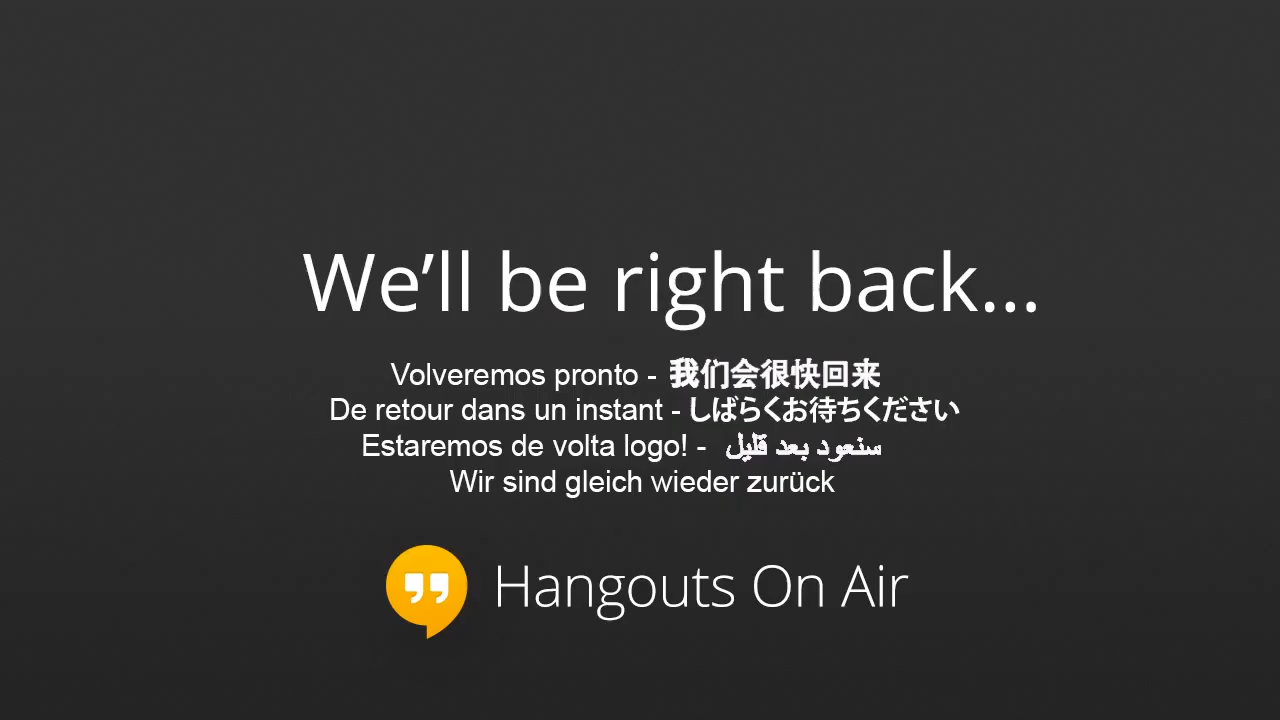 We’ll be right back...
Volveremos pronto - 我们会很快回来
De retour dans un instant - しばらくお待ちください
Estaremos de volta logo! - سنعود بعد قليل
Wir sind gleich wieder zurück
Hangouts On Air